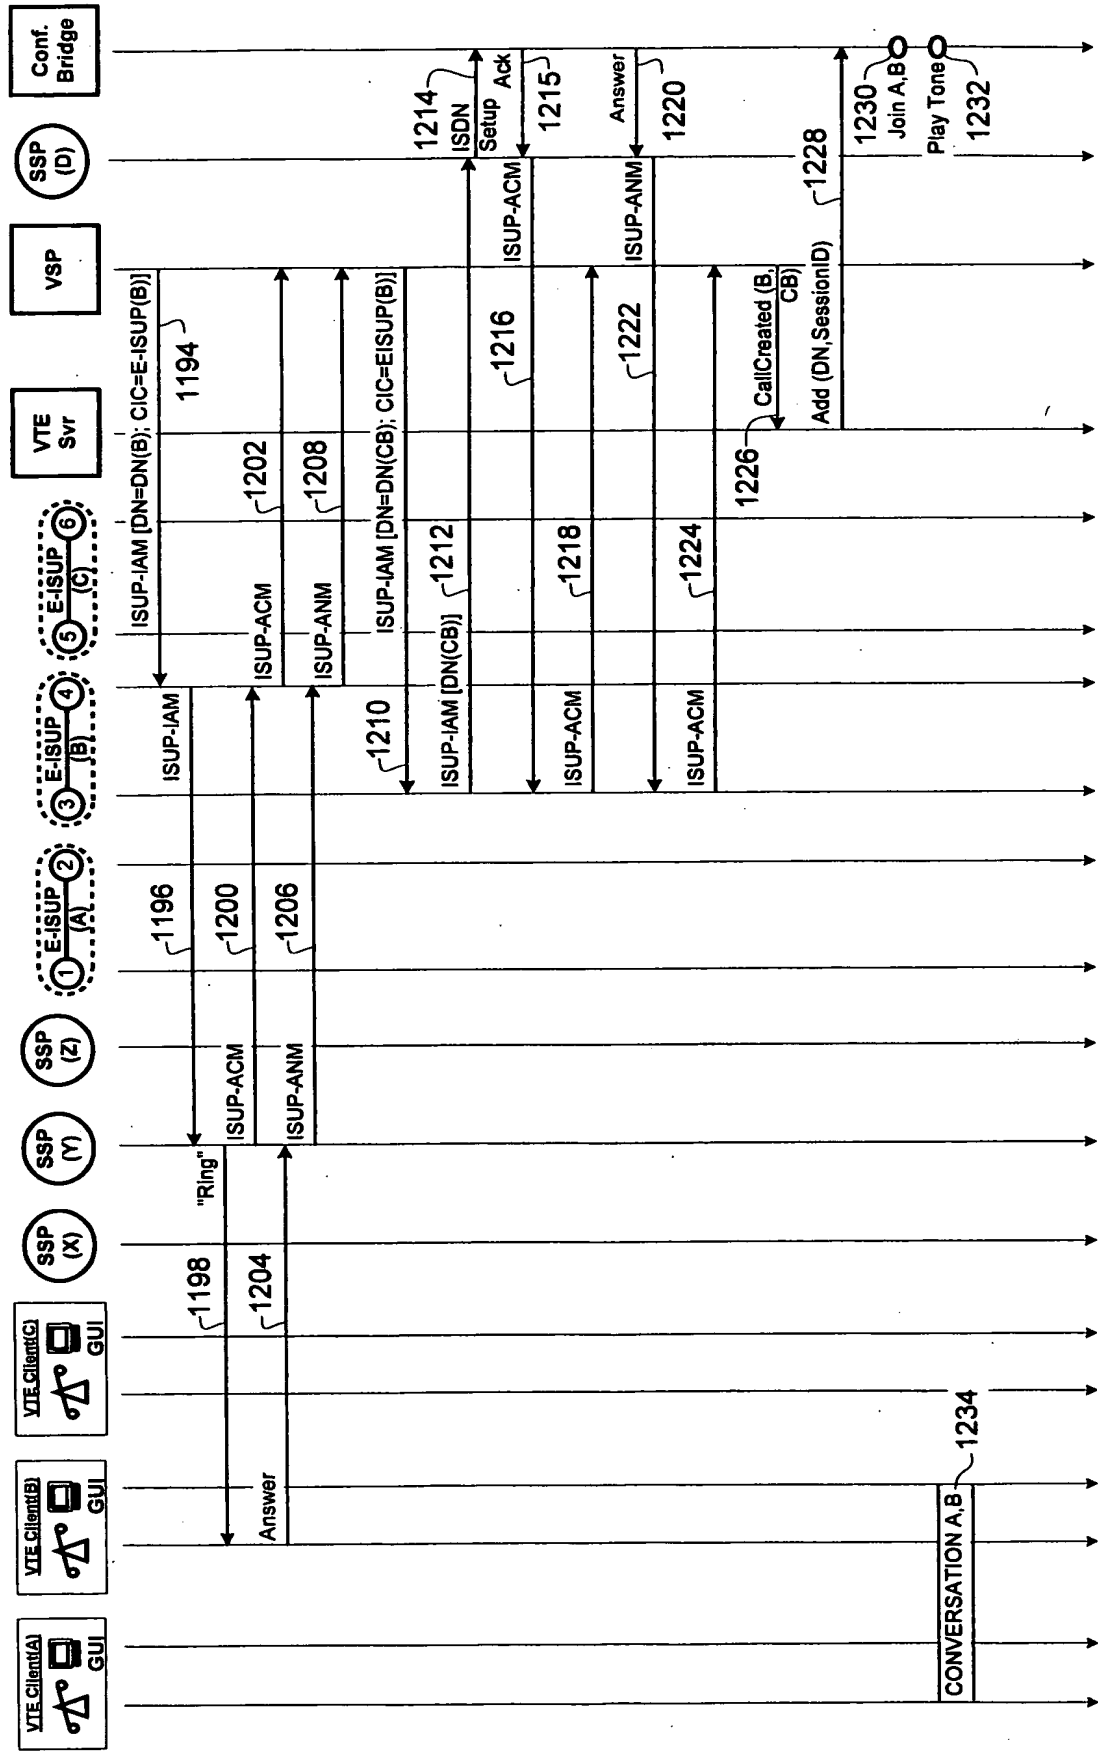 VTE Client(A)
GUI
VTE Client(B)
GUI
VTE Client(C)
GUI
SSP
(X)
SSP
(Y)
SSP
(Z)
1
E-ISUP
(A)
2
3
E-ISUP
(B)
4
5
E-ISUP
(C)
6
VTE
Svr
VSP
SSP
(D)
Conf.
Bridge
ISUP-IAM [DN=DN(B); CIC=E-ISUP(B)]
1194
ISUP-IAM
1196
"Ring"
1198
ISUP-ACM
1200
ISUP-ACM
1202
Answer
1204
ISUP-ANM
1206
ISUP-ANM
1208
ISUP-IAM [DN=DN(CB); CIC=EISUP(B)]
1210
ISUP-IAM [DN(CB)]
1212
1214
ISDN
Setup
Ack
1215
ISUP-ACM
1216
ISUP-ACM
1218
Answer
1220
ISUP-ANM
1222
ISUP-ACM
1224
CallCreated (B,
CB)
1226
Add (DN,SessionID)
1228
1230
Join A,B
Play Tone
1232
CONVERSATION A,B
1234